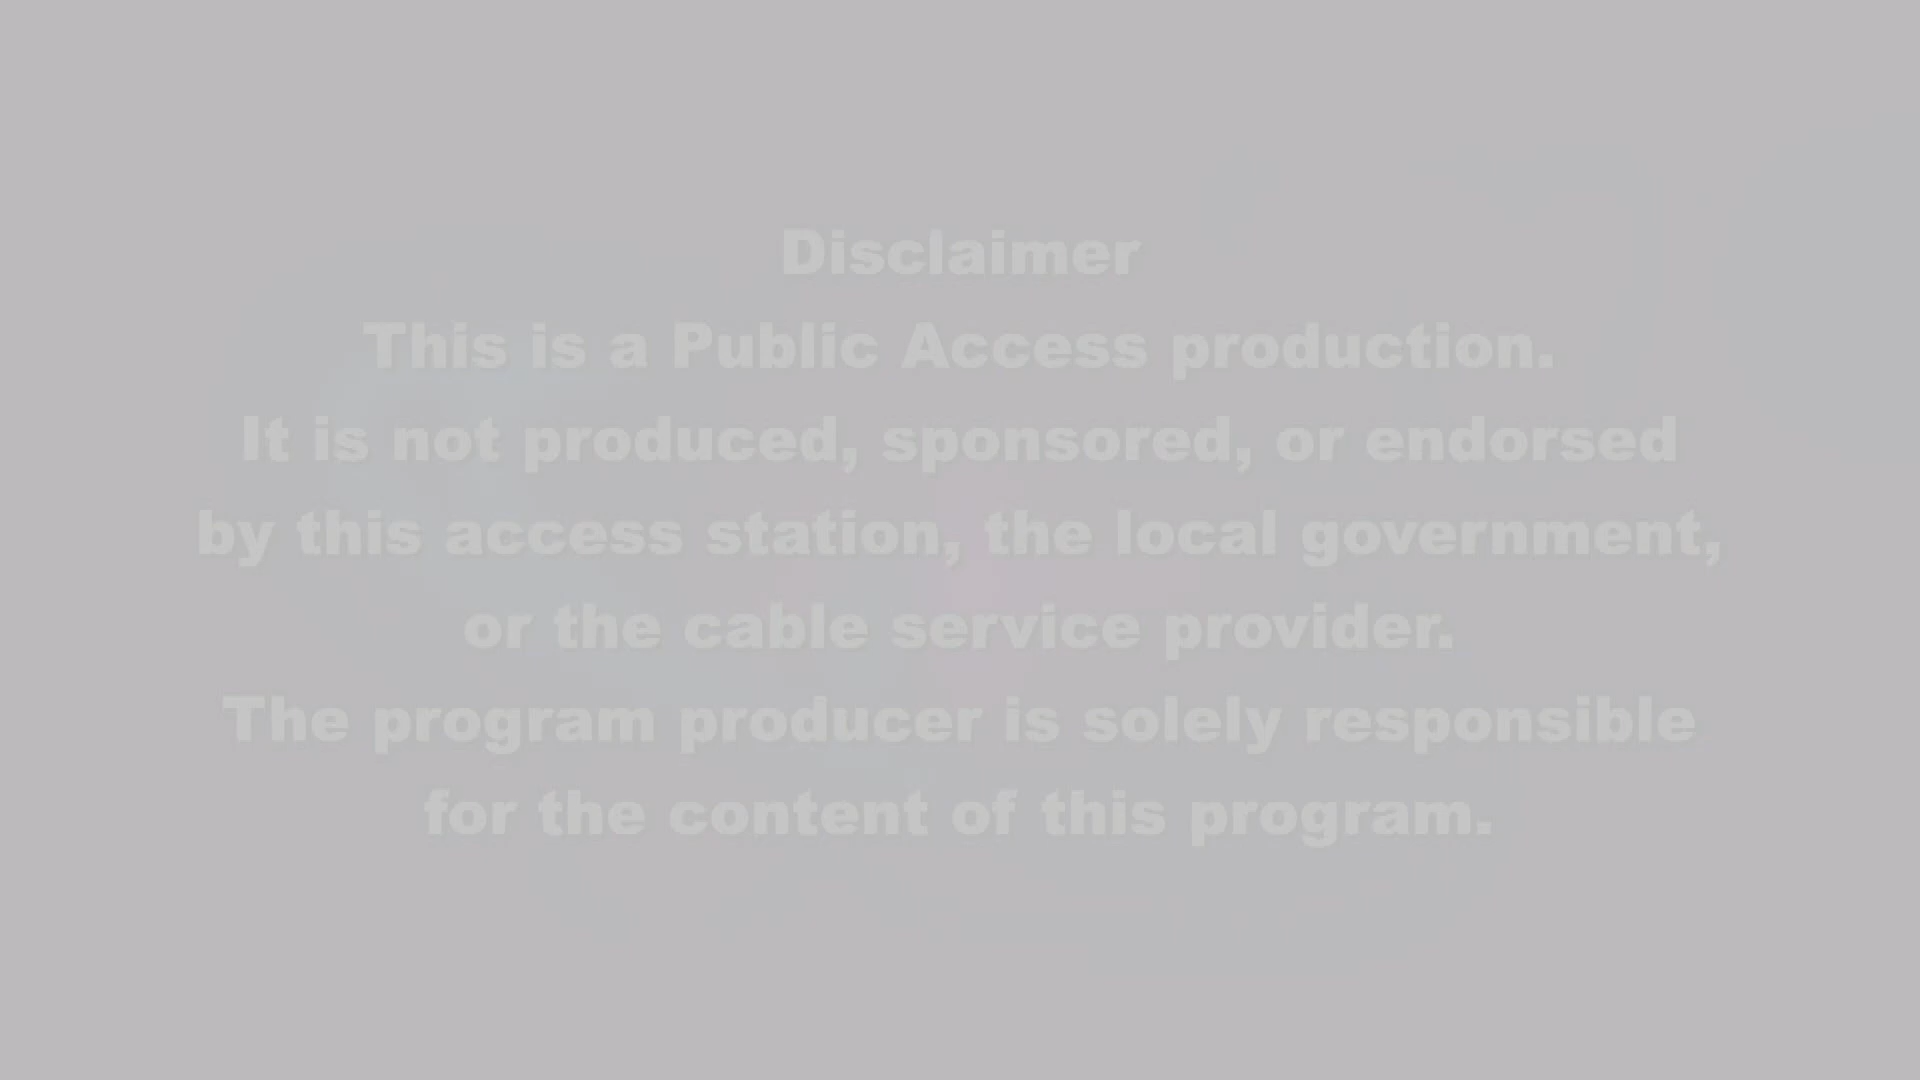 Disclaimer
This is a Public Access production.
It is not produced, sponsored, or endorsed
by this access station, the local government,
or the cable service provider.
The program producer is solely responsible
for the content of this program.